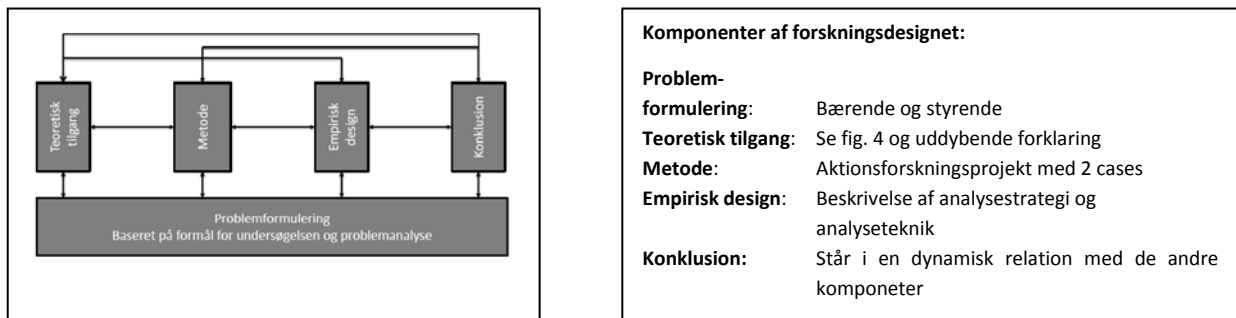 Teoretisk
tilgang
Metode
Empirisk
design
Konklusion
Problemformulering
Baseret på formål for undersøgelsen og problemanalyse
Komponenter af forskningsdesignet:
Problem-
formulering: Bærende og styrende
Teoretisk tilgang: Se fig. 4 og uddybende forklaring
Metode: Aktionsforskningsprojekt med 2 cases
Empirisk design: Beskrivelse af analysestrategi og
analyseteknik
Konklusion: Står i en dynamisk relation med de andre
komponeter